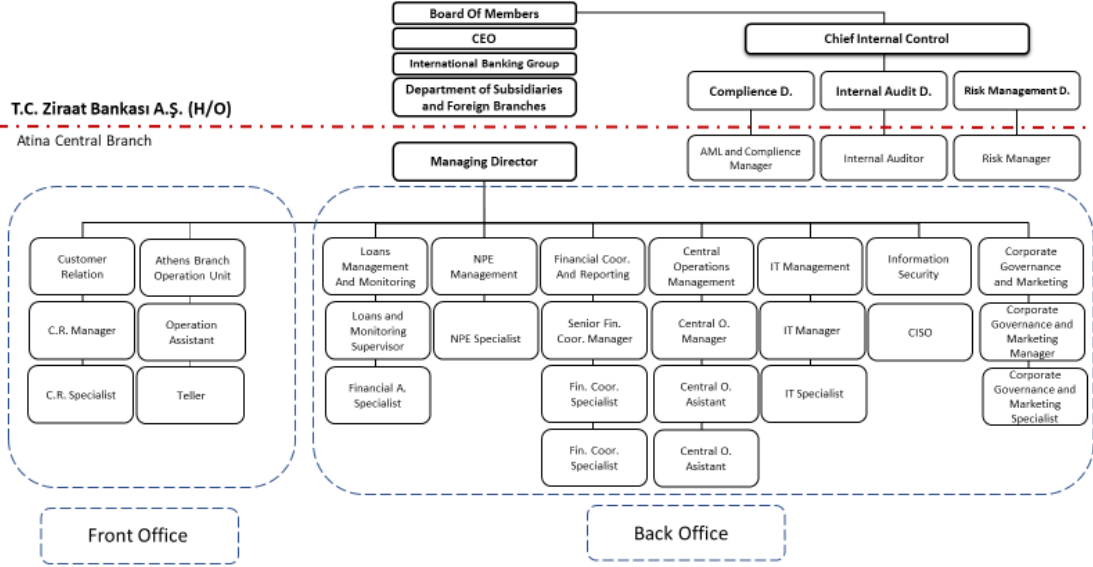 Board Of Members
CEO
International Banking Group
Department of Subsidiaries
and Foreign Branches
Chief Internal Control
Complience D.
Internal Audit D.
Risk Management D.
T.C. Ziraat Bankası A.Ş. (H/O)
Atina Central Branch
Managing Director
AML and Complience
Manager
Internal Auditor
Risk Manager
Customer
Relation
C.R. Manager
C.R. Specialist
Athens Branch
Operation Unit
Operation
Assistant
Teller
Loans
Management
And Monitoring
Loans and
Monitoring
Supervisor
Financial A.
Specialist
NPE
Management
NPE Specialist
Financial Coor.
And Reporting
Senior Fin.
Coor. Manager
Fin. Coor.
Specialist
Fin. Coor.
Specialist
Central
Operations
Management
Central O.
Manager
Central O.
Asistant
Central O.
Asistant
IT Management
IT Manager
IT Specialist
Information
Security
CISO
Corporate
Governance
and Marketing
Corporate
Governance and
Marketing
Manager
Corporate
Governance and
Marketing
Specialist
Front Office
Back Office